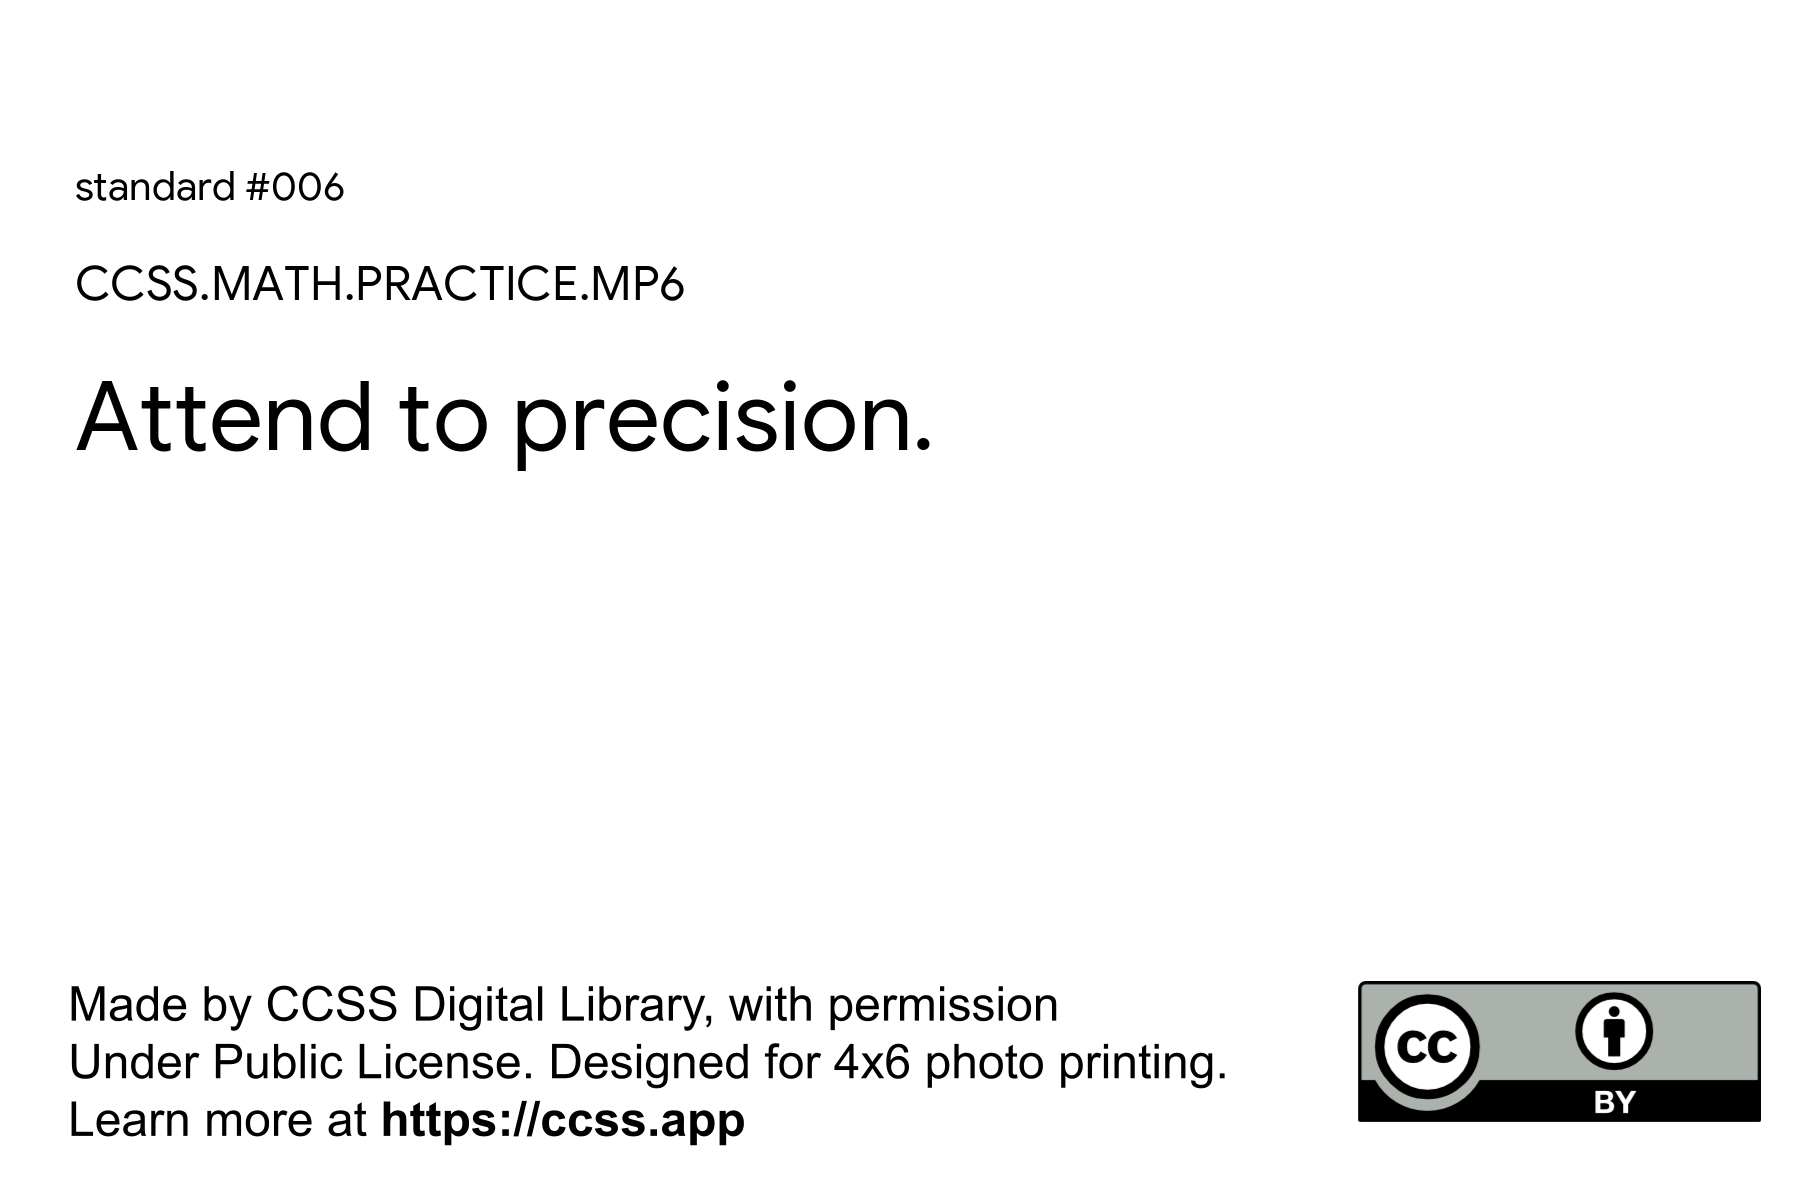 standard #006
CCSS.MATH.PRACTICE.MP6
Attend to precision.
Made by CCSS Digital Library, with permission
Under Public License. Designed for 4x6 photo printing.
Learn more at https://ccss.app
cc
BY